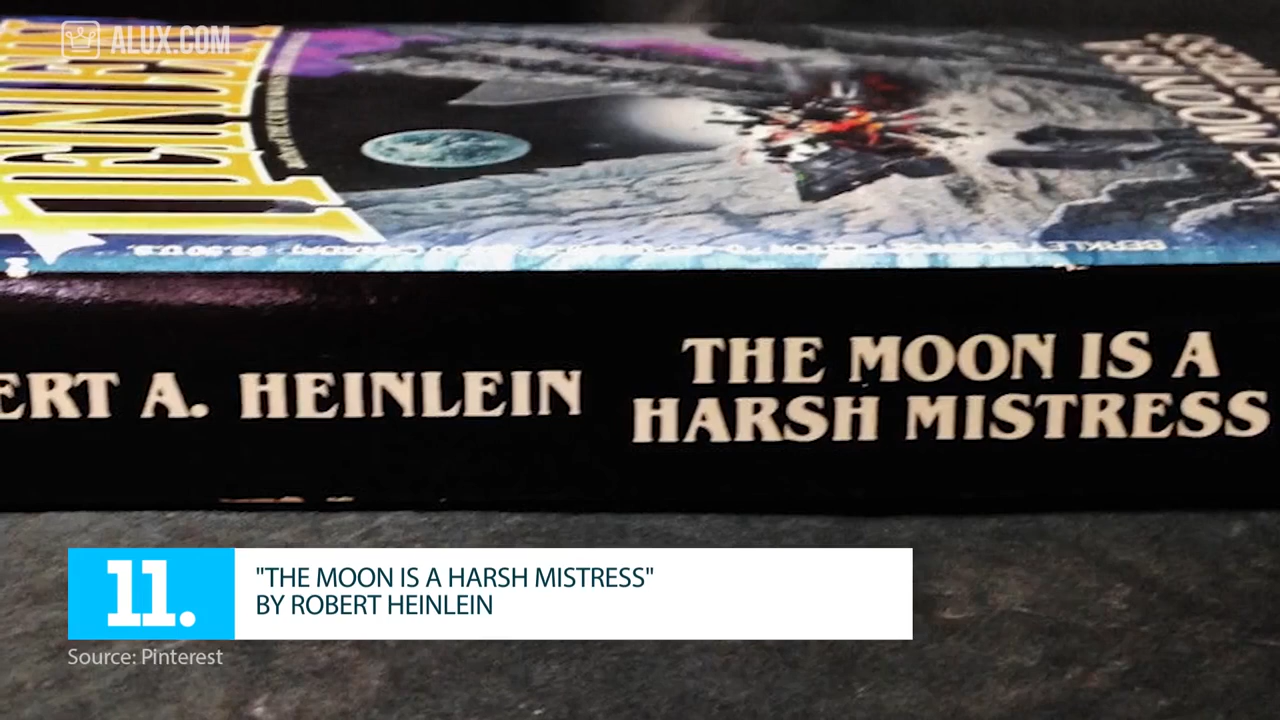 ALUX.COM
HEINLEIN
THE MOON IS A
ERT A. HEINLEIN
HARSH MISTRESS
11.
"THE MOON IS A HARSH MISTRESS"
BY ROBERT HEINLEIN
Source: Pinterest